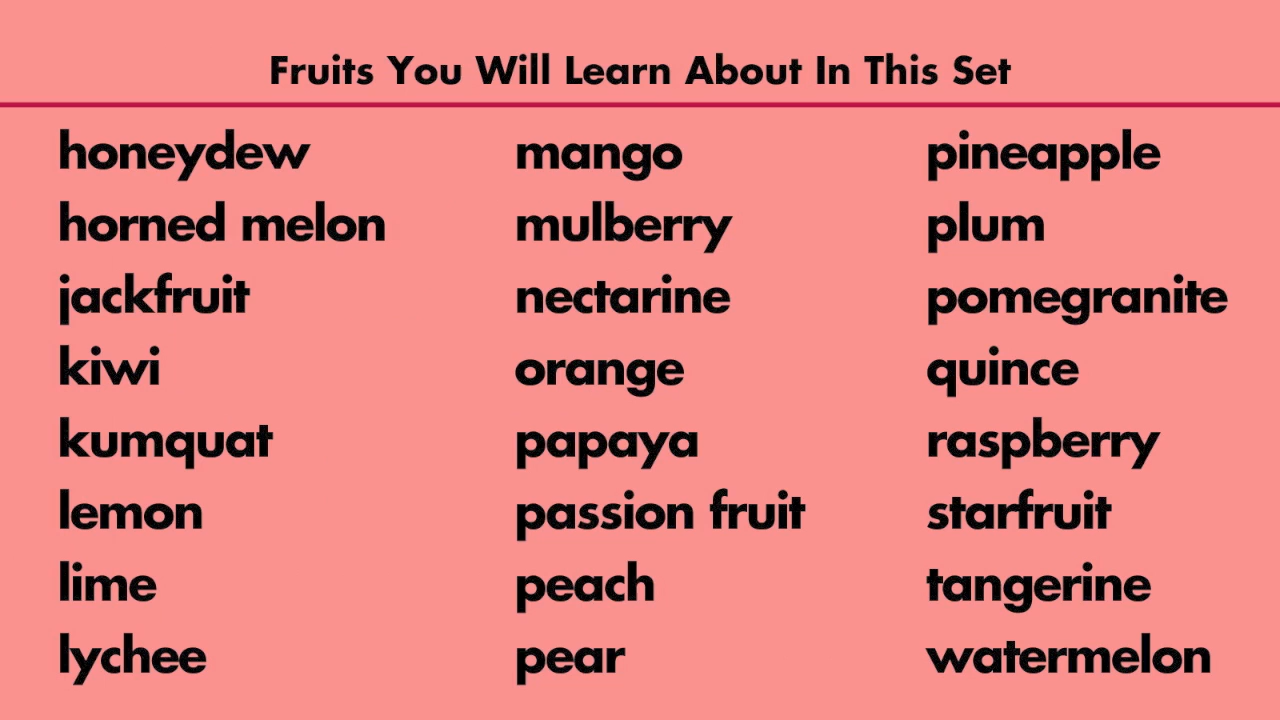 Fruits You Will Learn About In This Set
honeydew
horned melon
jackfruit
kiwi
kumquat
lemon
lime
lychee
mango
mulberry
nectarine
orange
papaya
passion fruit
peach
pear
pineapple
plum
pomegranite
quince
raspberry
starfruit
tangerine
watermelon